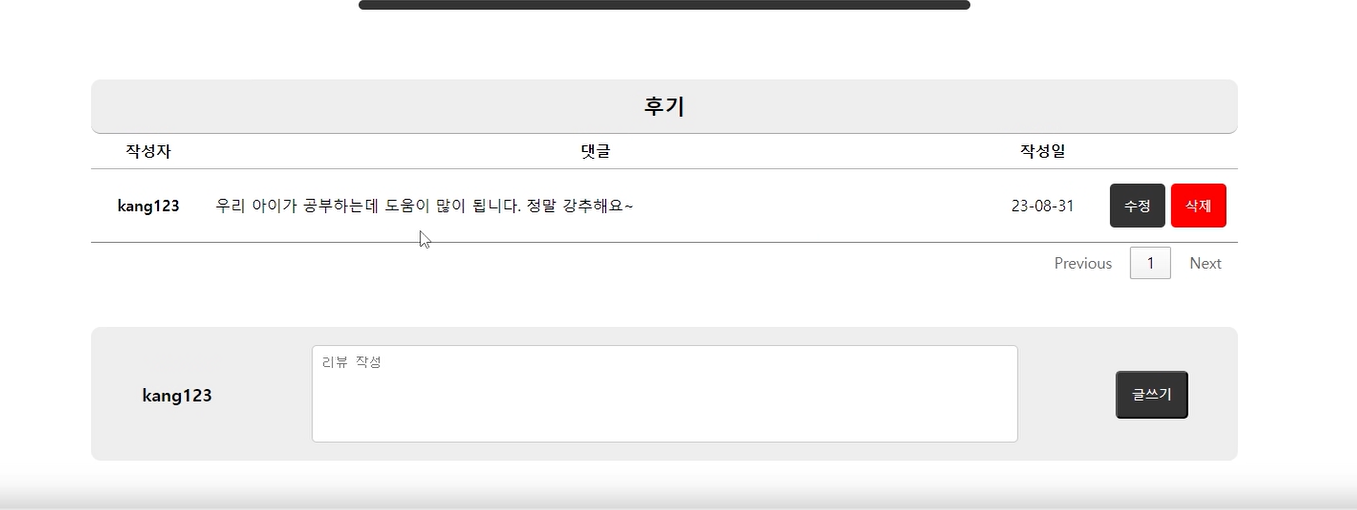 후기
작성자 댓글 작성일
kang123 우리 아이가 공부하는데 도움이 많이 됩니다. 정말 강추해요~ 23-08-31 수정 삭제
Previous 1 Next
리뷰 작성
kang123 글쓰기